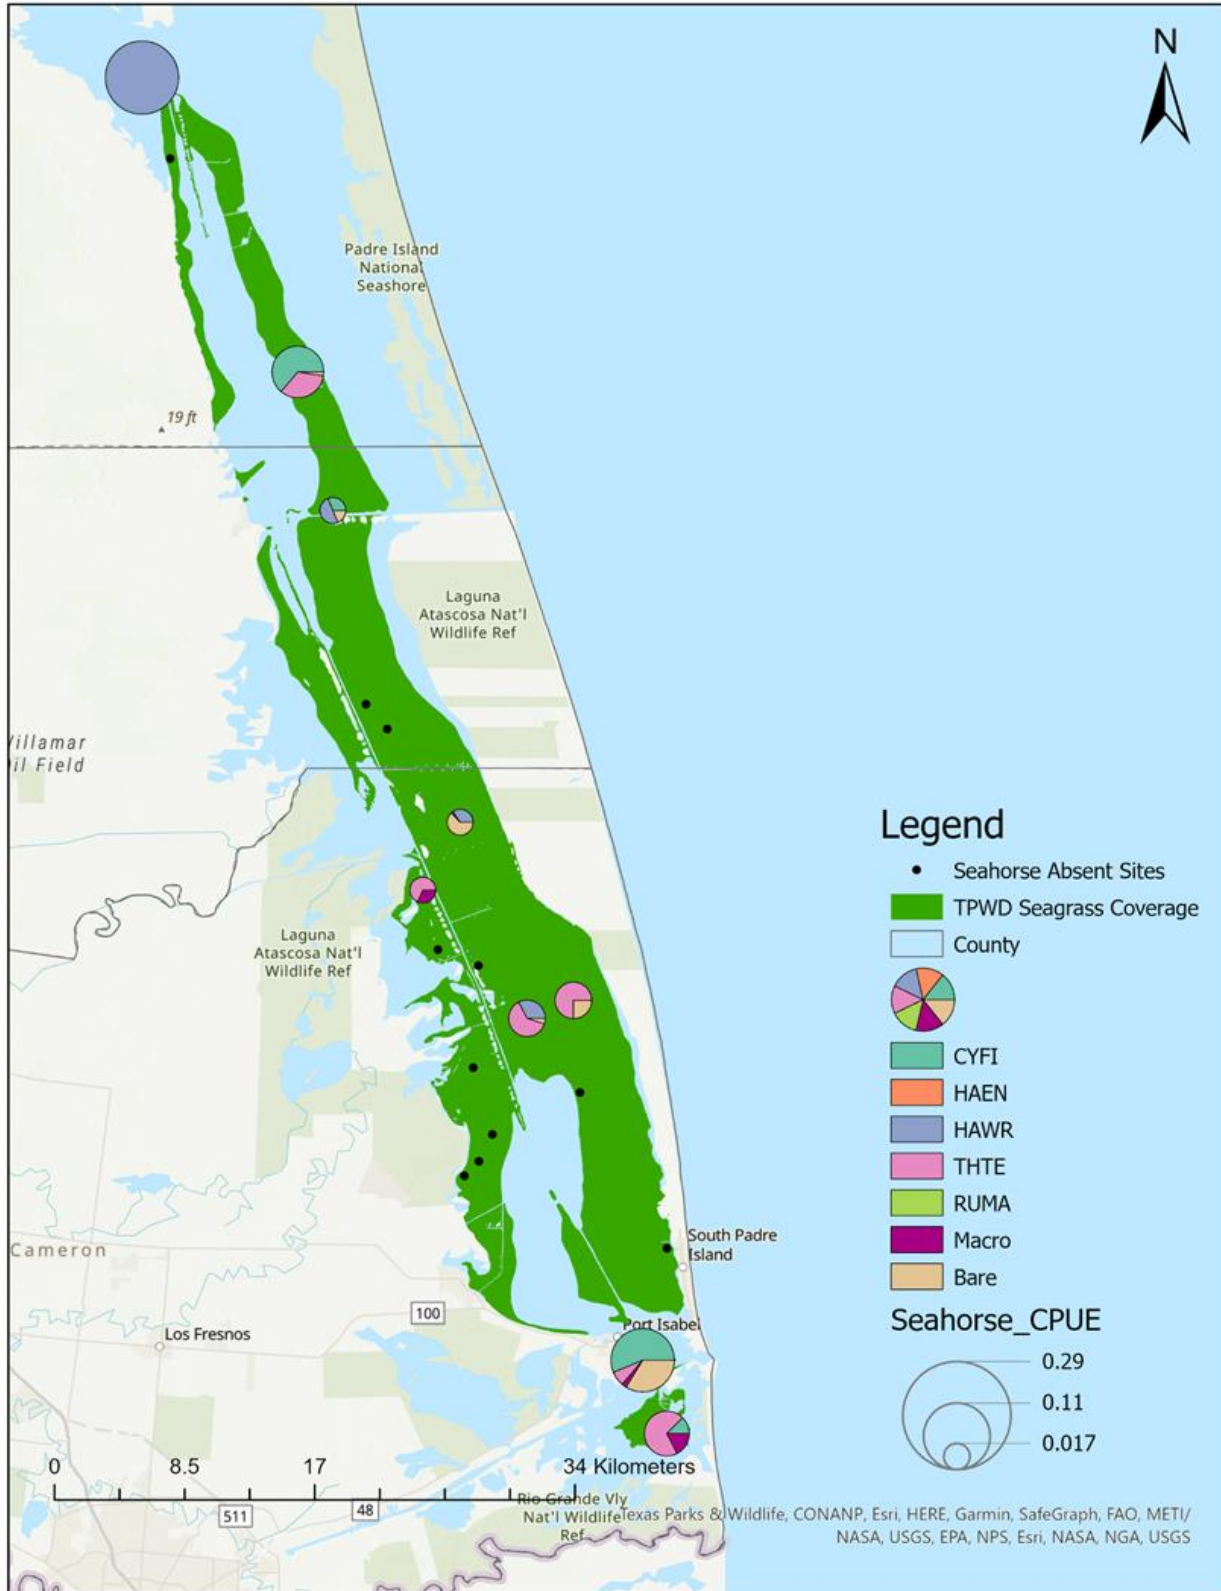 N
Padre Island
National
Seashore
19 ft
Laguna
Atascosa Nat'l
Wildlife Ref
Oil Field
Laguna
Atascosa Nat'l
Wildlife Ref
South Padre
Island
Cameron
100
Los Fresnos
Port Isabel
Legend
Seahorse Absent Sites
TPWD Seagrass Coverage
County
CYFI
HAEN
HAWR
THTE
RUMA
Macro
Bare
Seahorse_CPUE
0.29
0.11
0.017
0 8.5 17 34 Kilometers
511
48
Rio Grande Vly
Nat'l Wildlife
Ref
Texas Parks & Wildlife, CONANP, Esri, HERE, Garmin, SafeGraph, FAO, METI/
NASA, USGS, EPA, NPS, Esri, NASA, NGA, USGS